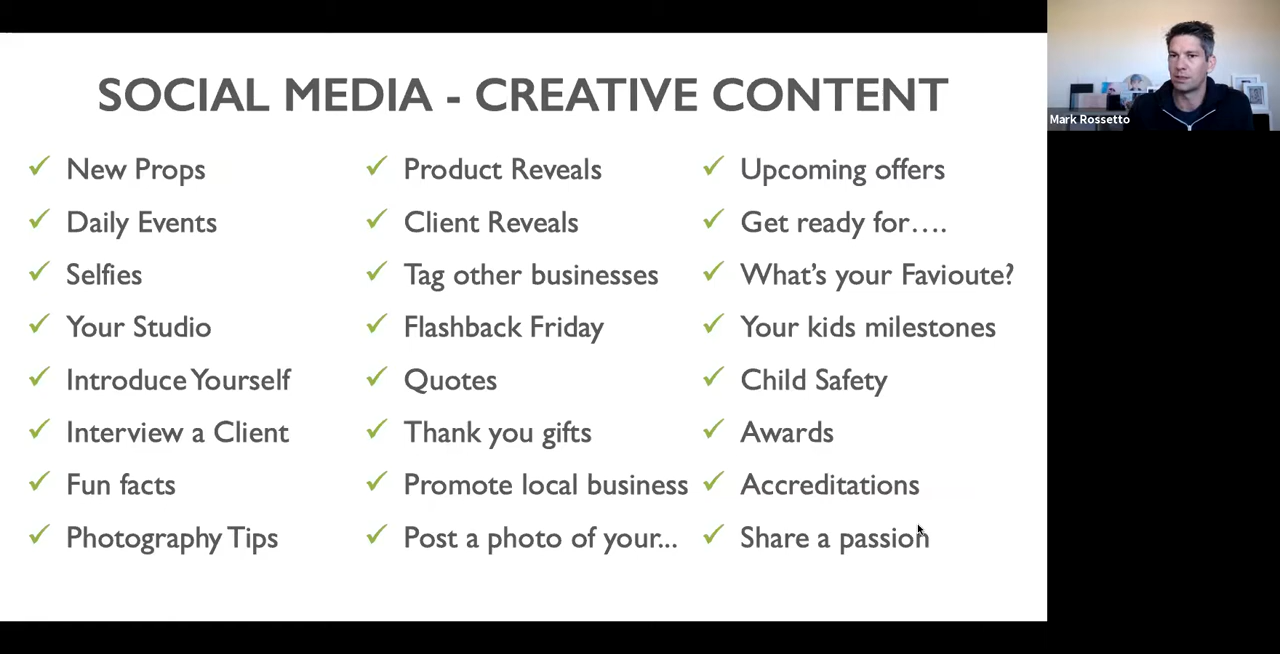 SOCIAL MEDIA - CREATIVE CONTENT
New Props
Daily Events
Selfies
Your Studio
Introduce Yourself
Interview a Client
Fun facts
Photography Tips
Product Reveals
Client Reveals
Tag other businesses
Flashback Friday
Quotes
Thank you gifts
Promote local business
Post a photo of your...
Upcoming offers
Get ready for....
What's your Favioute?
Your kids milestones
Child Safety
Awards
Accreditations
Share a passion
Mark Rossetto